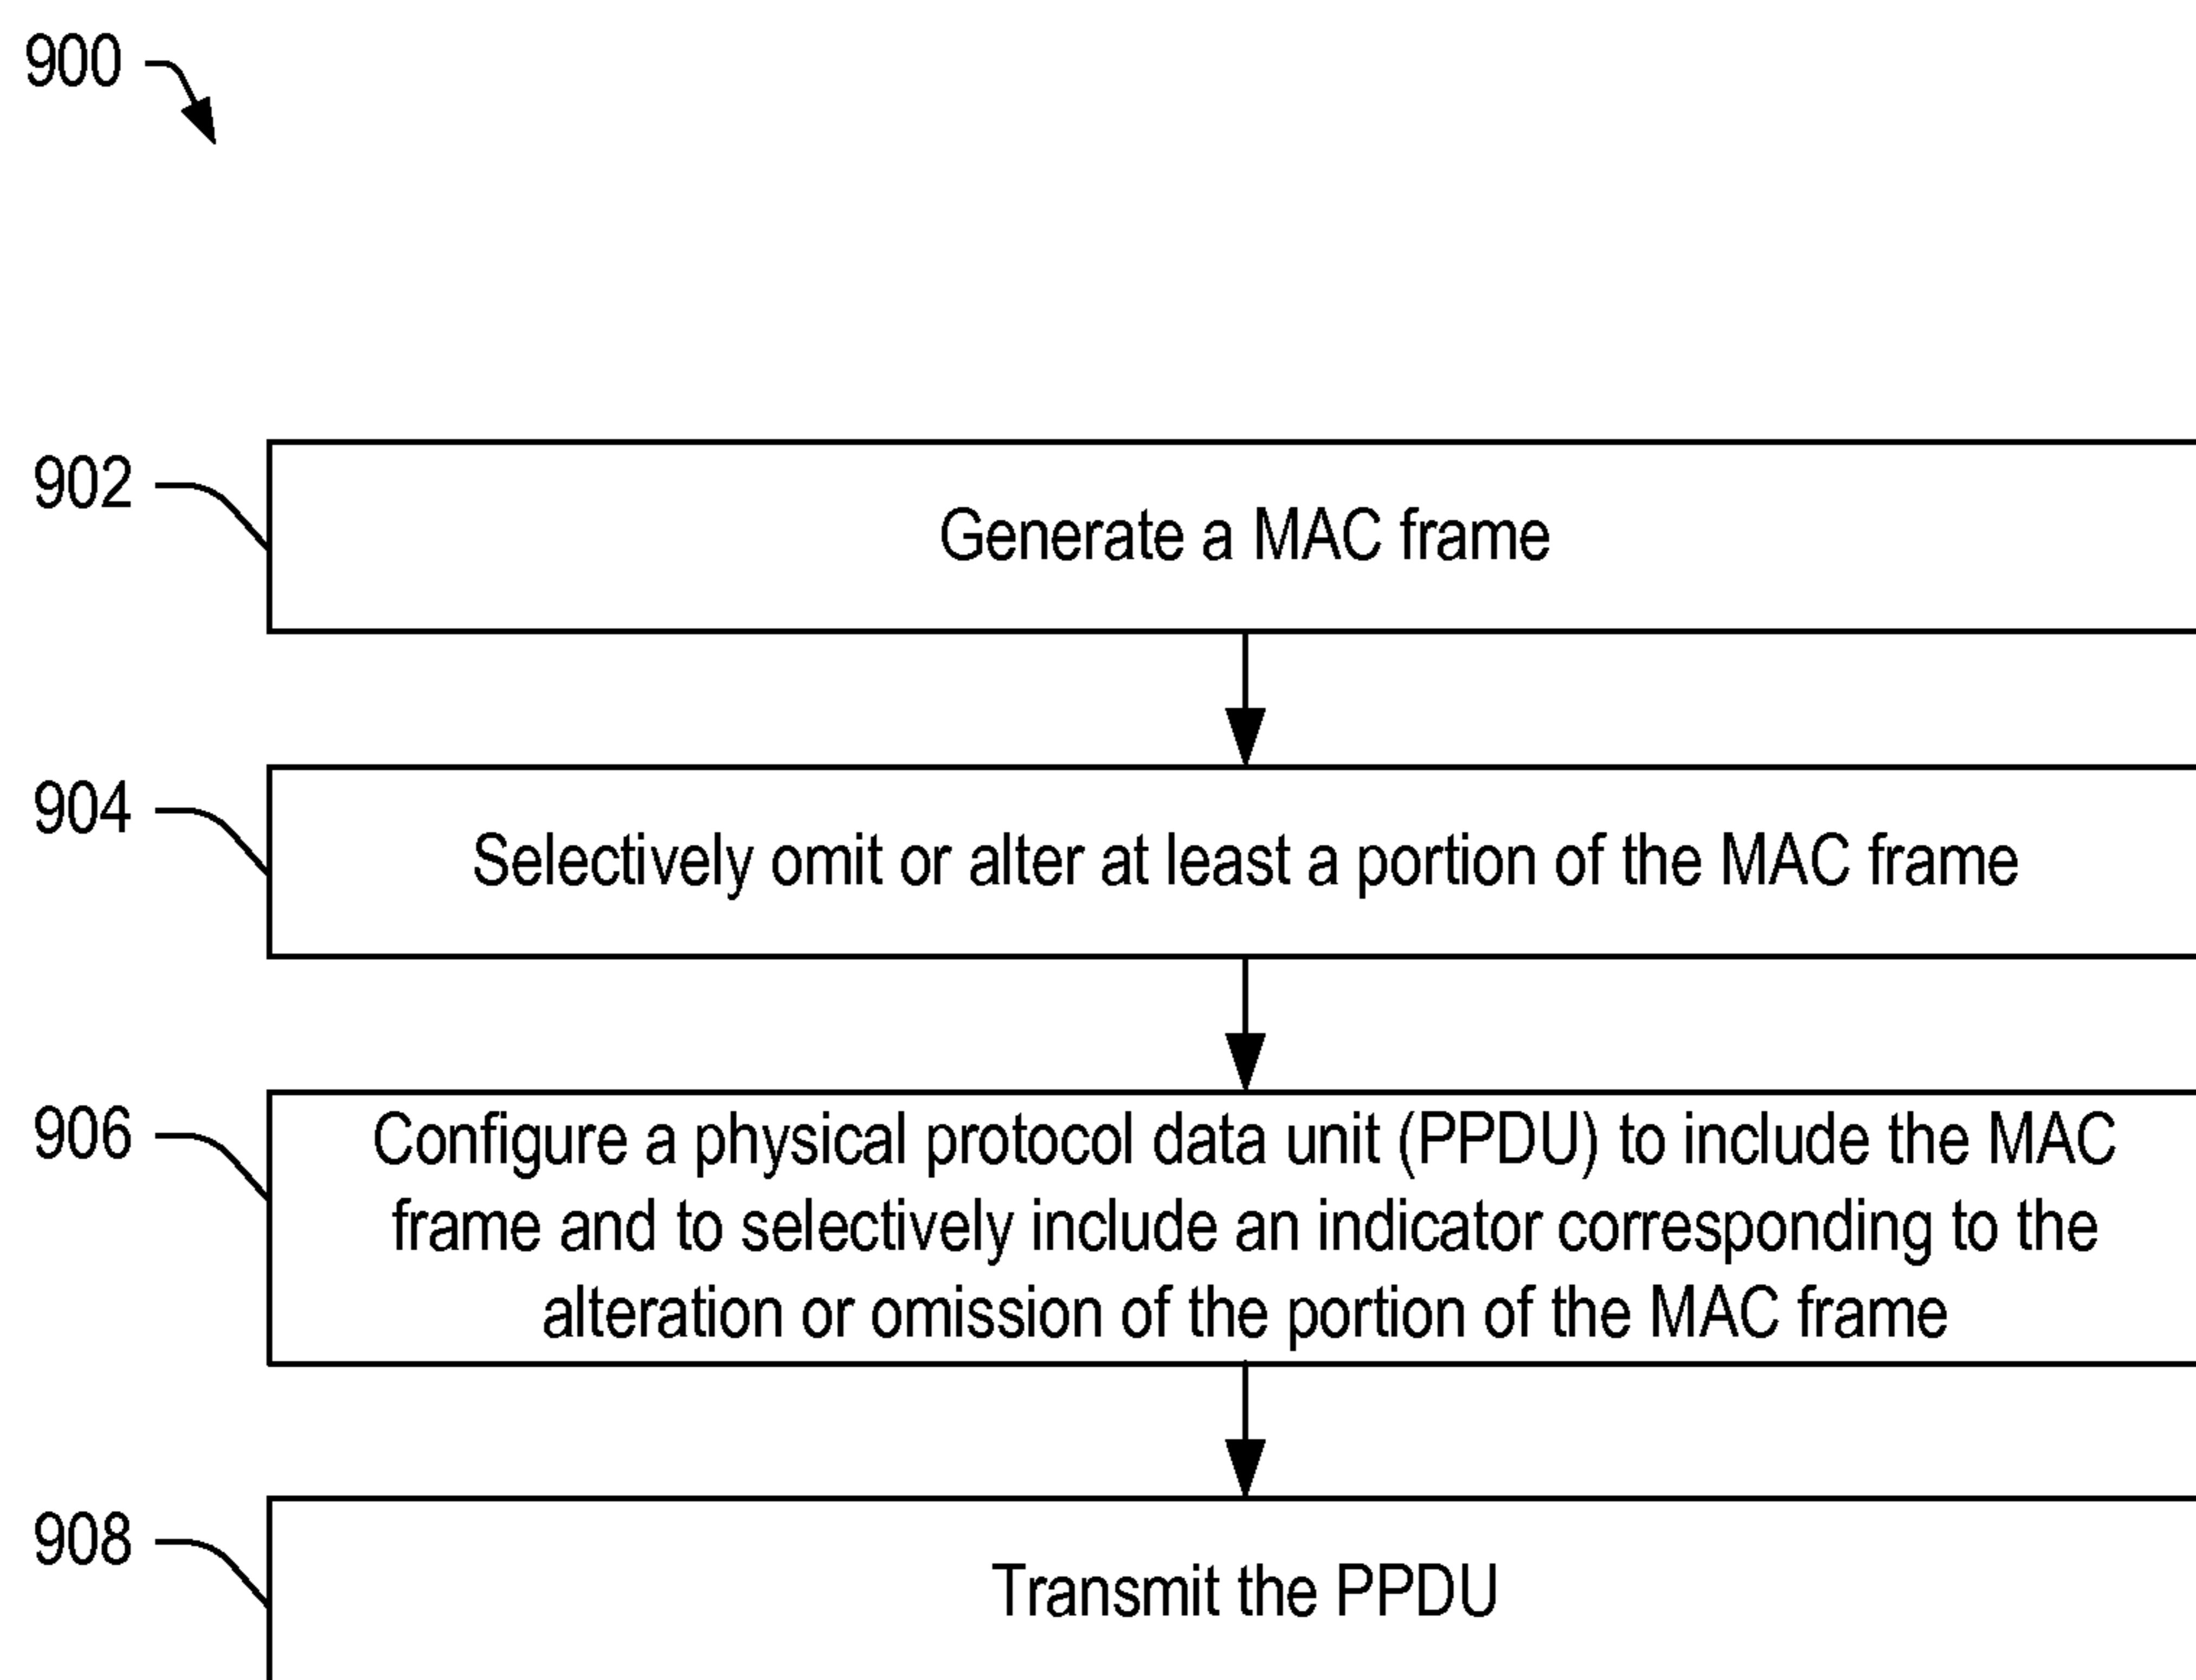 900
902
Generate a MAC frame
904
Selectively omit or alter at least a portion of the MAC frame
906
Configure a physical protocol data unit (PPDU) to include the MAC
frame and to selectively include an indicator corresponding to the
alteration or omission of the portion of the MAC frame
908
Transmit the PPDU